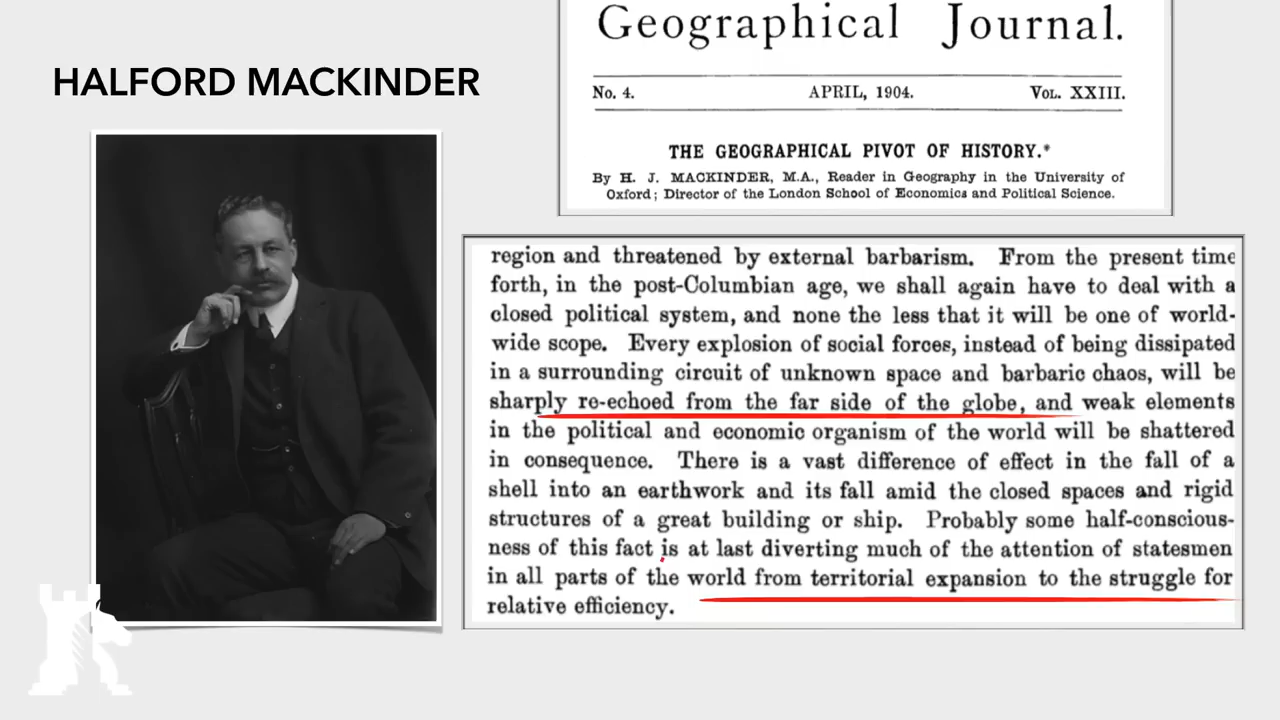 HALFORD MACKINDER
Geographical Journal.
No. 4. APRIL, 1904. VOL. XXIII.
THE GEOGRAPHICAL PIVOT OF HISTORY.*
By H. J. MACKINDER, M.A., Reader in Geography in the University of
Oxford; Director of the London School of Economics and Political Science.
region and threatened by external barbarism. From the present time
forth, in the post-Columbian age, we shall again have to deal with a
closed political system, and none the less that it will be one of world-
wide scope. Every explosion of social forces, instead of being dissipated
in a surrounding circuit of unknown space and barbaric chaos, will be
sharply re-echoed from the far side of the globe, and weak elements
in the political and economic organism of the world will be shattered
in consequence. There is a vast difference of effect in the fall of a
shell into an earthwork and its fall amid the closed spaces and rigid
structures of a great building or ship. Probably some half-conscious-
ness of this fact is at last diverting much of the attention of statesmen
in all parts of the world from territorial expansion to the struggle for
relative efficiency.